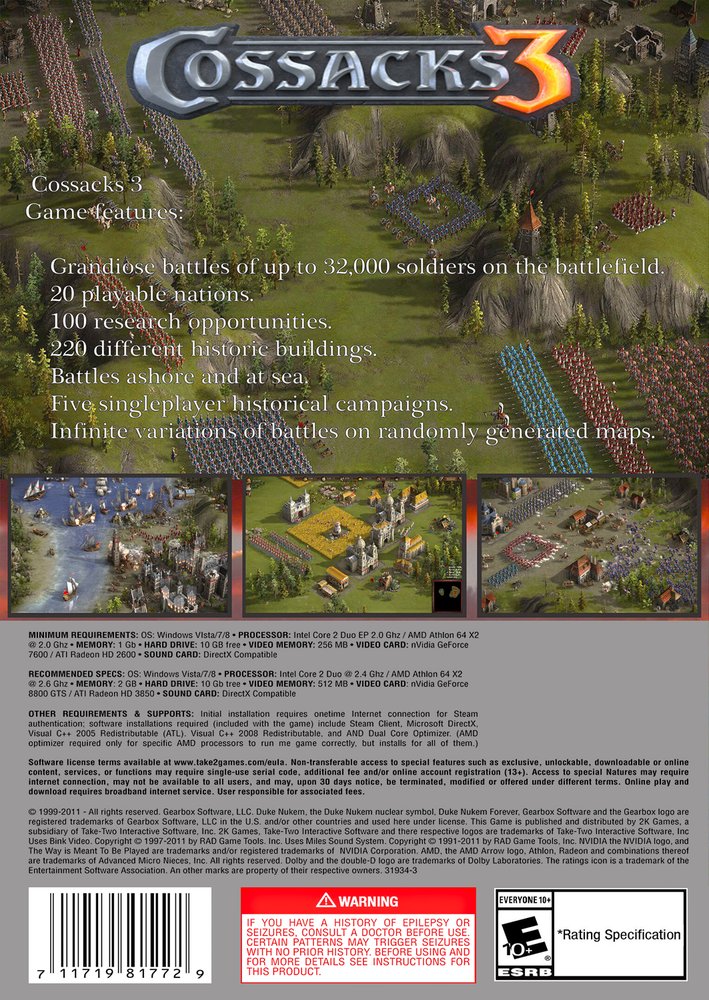 COSSACKS 3
Cossacks 3
Game features:
Grandiose battles of up to 32,000 soldiers on the battlefield.
20 playable nations.
100 research opportunities.
220 different historic buildings.
Battles ashore and at sea.
Five singleplayer historical campaigns.
Infinite variations of battles on randomly generated maps.
MINIMUM REQUIREMENTS: OS: Windows VIsta/7/8 • PROCESSOR: Intel Core 2 Duo EP 2.0 Ghz / AMD Athlon 64 X2
@ 2.0 Ghz • MEMORY: 1 Gb • HARD DRIVE: 10 GB free • VIDEO MEMORY: 256 MB • VIDEO CARD: nVidia GeForce
7600 / ATI Radeon HD 2600 • SOUND CARD: DirectX Compatible
RECOMMENDED SPECS: OS: Windows Vista/7/8 • PROCESSOR: Intel Core 2 Duo @ 2.4 Ghz / AMD Athlon 64 X2
@ 2.6 Ghz • MEMORY: 2 GB • HARD DRIVE: 10 Gb tree • VIDEO MEMORY: 512 MB • VIDEO CARD: nVidia GeForce
8800 GTS / ATI Radeon HD 3850 • SOUND CARD: DirectX Compatible
OTHER REQUIREMENTS & SUPPORTS: Initial installation requires onetime Internet connection for Steam
authentication: software installations required (included with the game) include Steam Client, Microsoft DirectX,
Visual C++ 2005 Redistributable (ATL). Visual C++ 2008 Redistributable, and AND Dual Core Optimizer. (AMD
optimizer required only for specific AMD processors to run me game correctly, but installs for all of them.)
Software license terms available at www.take2games.com/eula. Non-transferable access to special features such as exclusive, unlockable, downloadable or online
content, services, or functions may require single-use serial code, additional fee and/or online account registration (13+). Access to special Natures may require
internet connection, may not be available to all users, and may, upon 30 days notice, be terminated, modified or offered under different terms. Online play and
download requires broadband internet service. User responsible for associated fees.
© 1999-2011 - All rights reserved. Gearbox Software, LLC. Duke Nukem, the Duke Nukem nuclear symbol, Duke Nukem Forever, Gearbox Software and the Gearbox logo are
registered trademarks of Gearbox Software, LLC in the U.S. and/or other countries and used here under license. This Game is published and distributed by 2K Games, a
subsidiary of Take-Two Interactive Software, Inc. 2K Games, Take-Two Interactive Software and there respective logos are trademarks of Take-Two Interactive Software, Inc
Uses Bink Video. Copyright © 1997-2011 by RAD Game Tools, Inc. Uses Miles Sound System. Copyright © 1991-2011 by RAD Game Tools, Inc. NVIDIA the NVIDIA logo, and
The Way is Meant To Be Played are trademarks and/or registered trademarks of NVIDIA Corporation. AMD, the AMD Arrow logo, Athlon, Radeon and combinations thereof
are trademarks of Advanced Micro Nieces, Inc. All rights reserved. Dolby and the double-D logo are trademarks of Dolby Laboratories. The ratings icon is a trademark of the
Entertainment Software Association. An other marks are property of their respective owners. 31934-3
WARNING
IF YOU HAVE A HISTORY OF EPILEPSY OR
SEIZURES, CONSULT A DOCTOR BEFORE USE.
CERTAIN PATTERNS MAY TRIGGER SEIZURES
WITH NO PRIOR HISTORY. BEFORE USING AND
FOR MORE DETAILS SEE INSTRUCTIONS FOR
THIS PRODUCT.
7 11719 81772 9
EVERYONE 10+
E
10+
®
ESRB
*Rating Specification